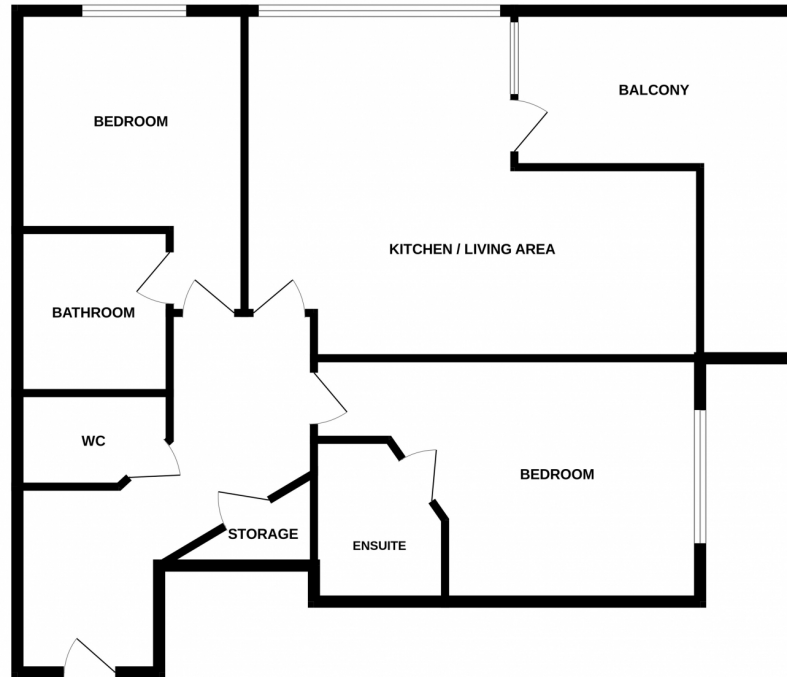 BALCONY
BEDROOM
KITCHEN / LIVING AREA
BATHROOM
WC
BEDROOM
STORAGE
ENSUITE